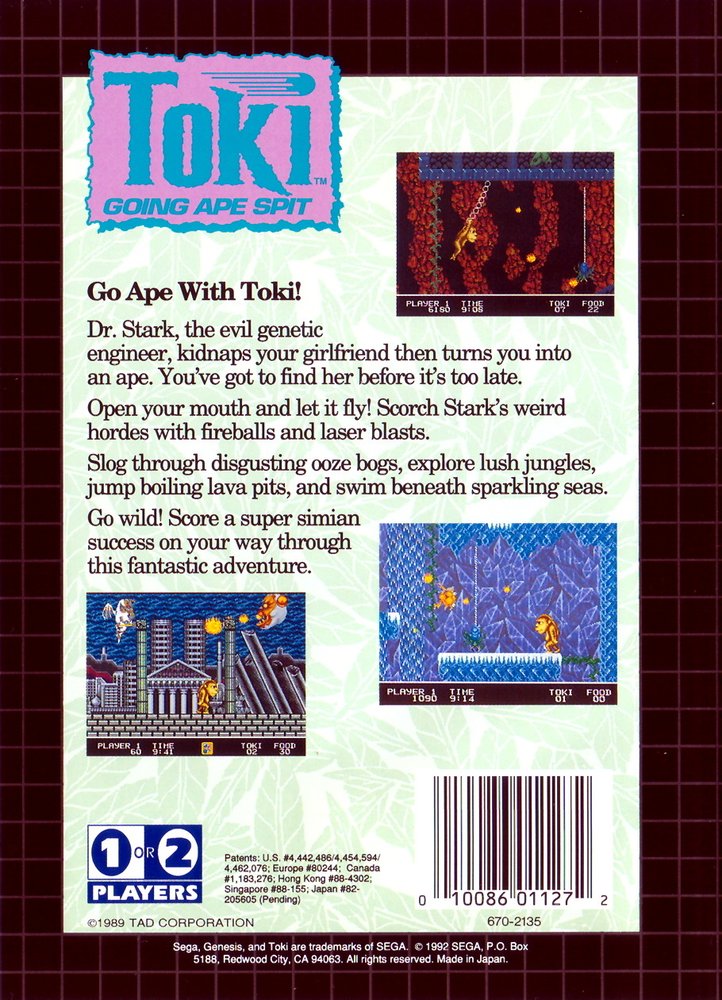 TOKI™
GOING APE SPIT
PLAYER 1 TIME TOKI FOOD
6180 9:08 07 22
Go Ape With Toki!
Dr. Stark, the evil genetic
engineer, kidnaps your girlfriend then turns you into
an ape. You've got to find her before it's too late.
Open your mouth and let it fly! Scorch Stark's weird
hordes with fireballs and laser blasts.
Slog through disgusting ooze bogs, explore lush jungles,
jump boiling lava pits, and swim beneath sparkling seas.
Go wild! Score a super simian
success on your way through
this fantastic adventure.
PLAYER 1 TIME TOKI FOOD
1090 9:14 01 00
PLAYER 1 TIME TOKI FOOD
60 9:41 02 30
1 OR 2
PLAYERS
Patents: U.S. #4,442,486/4,454,594/
4,462,076; Europe #80244; Canada
#1,183,276; Hong Kong #88-4302;
Singapore #88-155; Japan #82-
205605 (Pending)
0 10086 01127 2
©1989 TAD CORPORATION
670-2135
Sega, Genesis, and Toki are trademarks of SEGA. © 1992 SEGA, P.O. Box
5188, Redwood City, CA 94063. All rights reserved. Made in Japan.